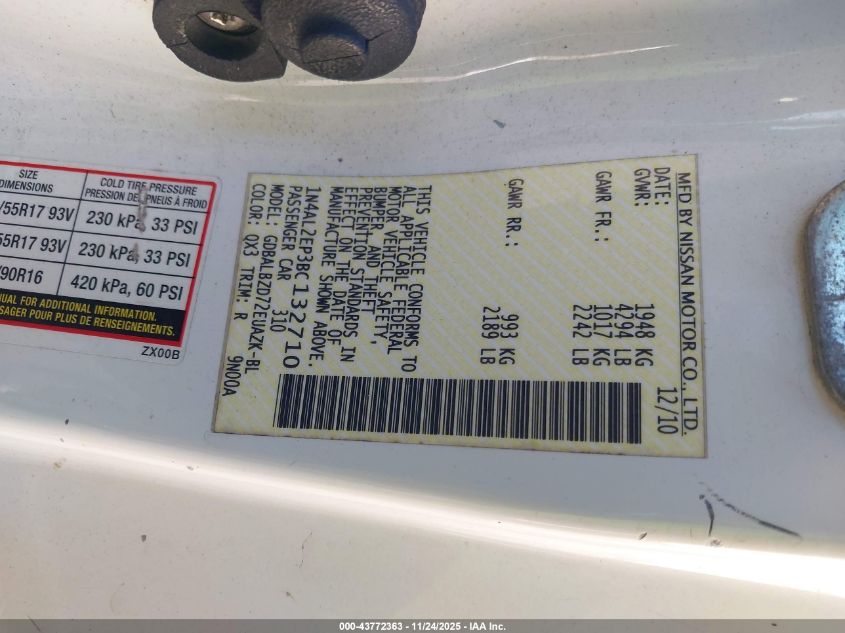 SIZE
DIMENSIONS
COLD TIRE PRESSURE
PRESSION DE PNEUS À FROID
/55R17 93V
230 kPa, 33 PSI
55R17 93V
230 kPa, 33 PSI
/90R16
420 kPa, 60 PSI
MANUAL FOR ADDITIONAL INFORMATION.
USAGER POUR PLUS DE RENSEIGNEMENTS.
ZX00B
MFD BY NISSAN MOTOR CO., LTD.
DATE: 12/10
GVWR: 1948 KG
4294 LB
GAWR FR: 1017 KG
2242 LB
GAWR RR: 993 KG
2189 LB
THIS VEHICLE CONFORMS TO
ALL APPLICABLE FEDERAL
MOTOR VEHICLE SAFETY,
BUMPER, AND THEFT
PREVENTION STANDARDS IN
EFFECT ON THE DATE OF
MANUFACTURE SHOWN ABOVE.
1N4AL2EP3BC132710
PASSENGER CAR 310
MODEL: GDBALBZD72EUAZK-BL
COLOR: QX3 TRIM: R 9N00A
000-43772363 - 11/24/2025 - IAA Inc.